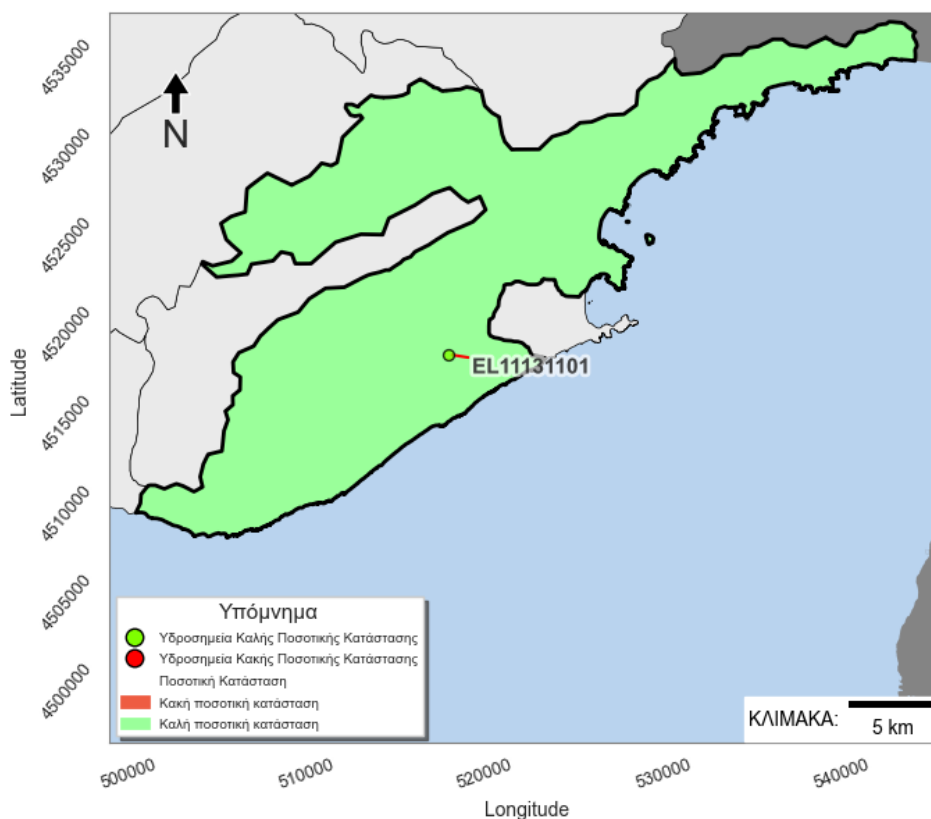 4535000
4530000
4525000
4520000
4515000
4510000
4505000
4500000
Latitude
N
EL11131101
Υπόμνημα
Υδροσημεία Καλής Ποσοτικής Κατάστασης
Υδροσημεία Κακής Ποσοτικής Κατάστασης
Ποσοτική Κατάσταση
Κακή ποσοτική κατάσταση
Καλή ποσοτική κατάσταση
ΚΛΙΜΑΚΑ:
5 km
500000
510000
520000
530000
540000
Longitude